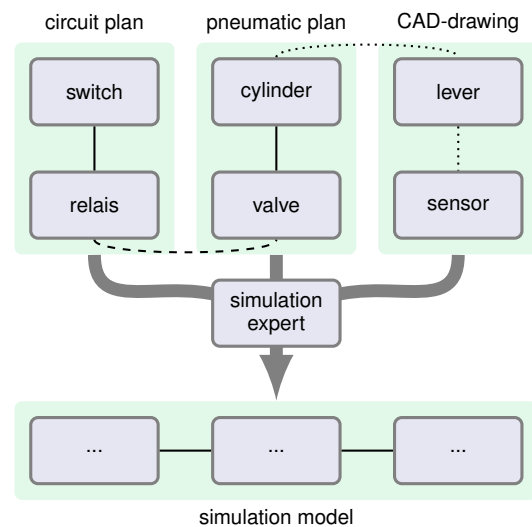 circuit plan
pneumatic plan
CAD-drawing
switch
cylinder
lever
relais
valve
sensor
simulation
expert
...
...
...
simulation model